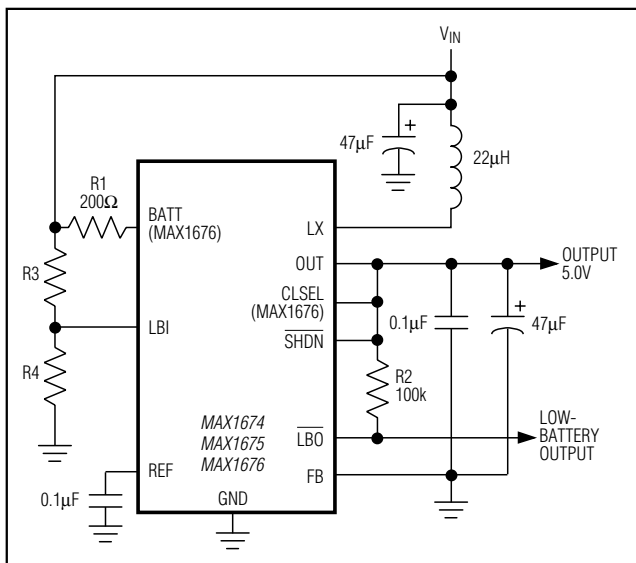 VIN
47µF
+
22µH
R1
200Ω
BATT
(MAX1676)
LX
R3
OUT
OUTPUT
5.0V
CLSEL
(MAX1676)
0.1µF
+
47µF
LBI
SHDN
R4
R2
100k
MAX1674
MAX1675
MAX1676
LBO
LOW-
BATTERY
OUTPUT
REF
FB
0.1µF
GND